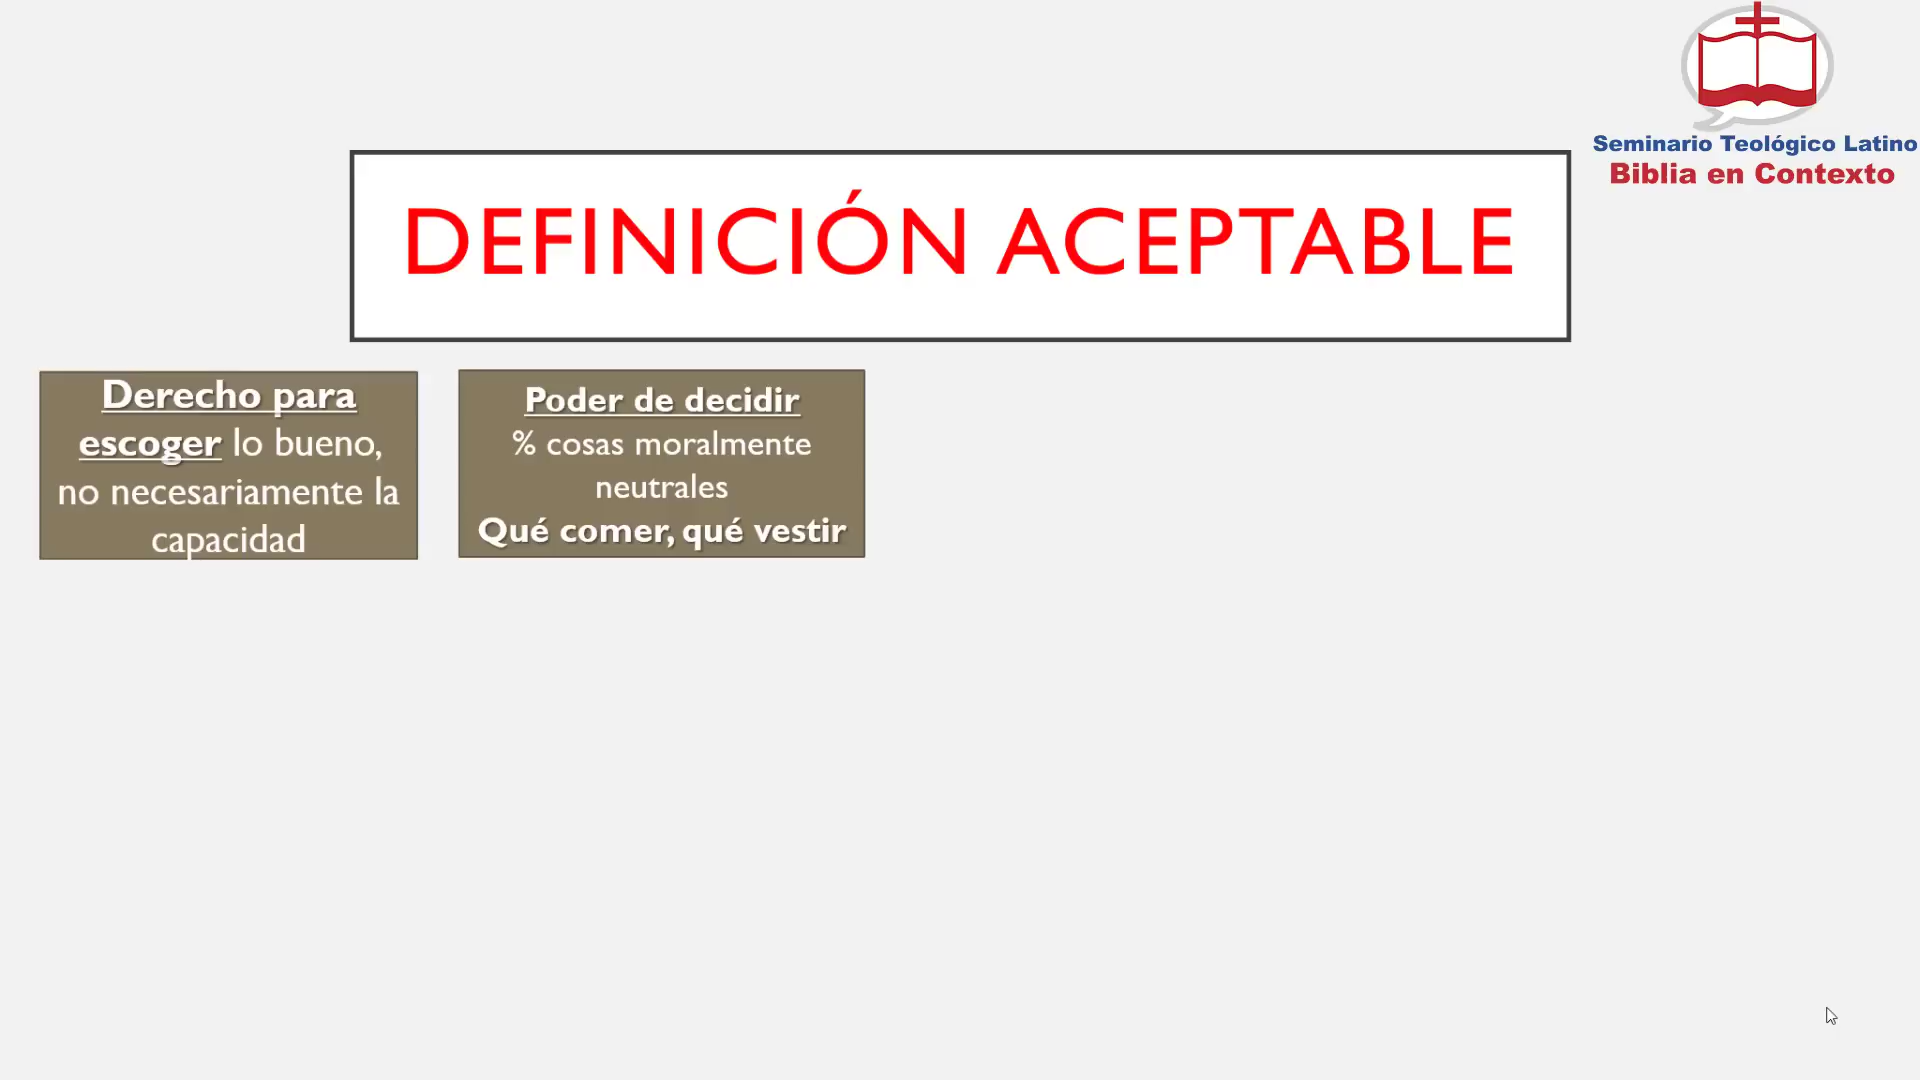 Seminario Teológico Latino
Biblia en Contexto
DEFINICIÓN ACEPTABLE
Derecho para
escoger lo bueno,
no necesariamente la
capacidad
Poder de decidir
% cosas moralmente
neutrales
Qué comer, qué vestir